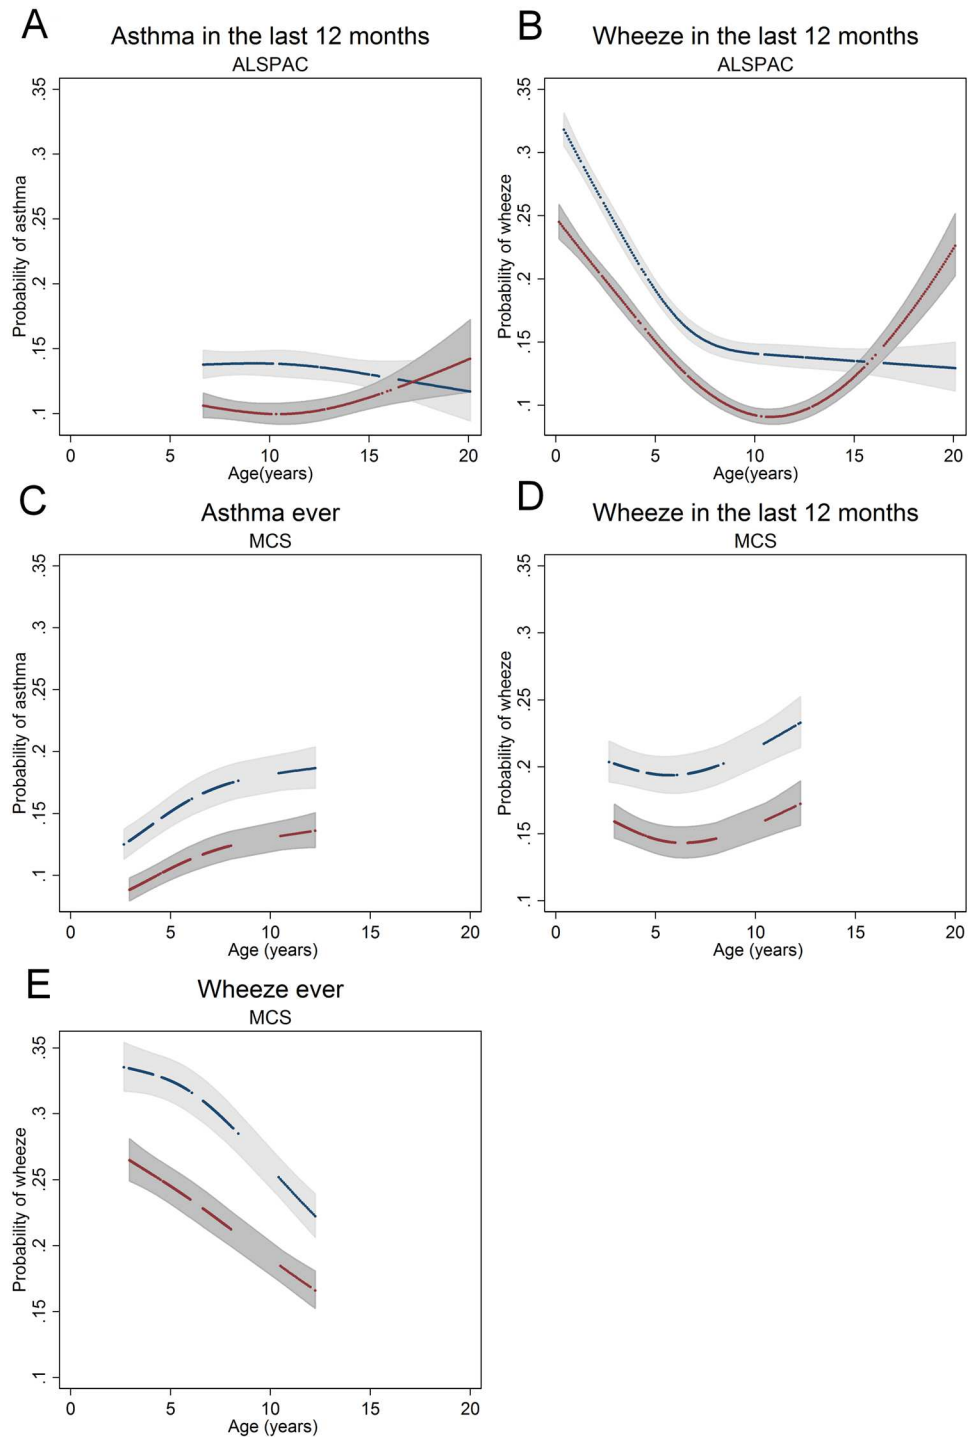 A
Asthma in the last 12 months
ALSPAC
Probability of asthma
.35
.3
.25
.2
.15
.1
0 5 10 15 20
Age(years)
B
Wheeze in the last 12 months
ALSPAC
Probability of wheeze
.35
.3
.25
.2
.15
.1
0 5 10 15 20
Age(years)
C
Asthma ever
MCS
Probability of asthma
.35
.3
.25
.2
.15
.1
0 5 10 15 20
Age (years)
D
Wheeze in the last 12 months
MCS
Probability of wheeze
.35
.3
.25
.2
.15
.1
0 5 10 15 20
Age (years)
E
Wheeze ever
MCS
Probability of wheeze
.35
.3
.25
.2
.15
.1
0 5 10 15 20
Age (years)